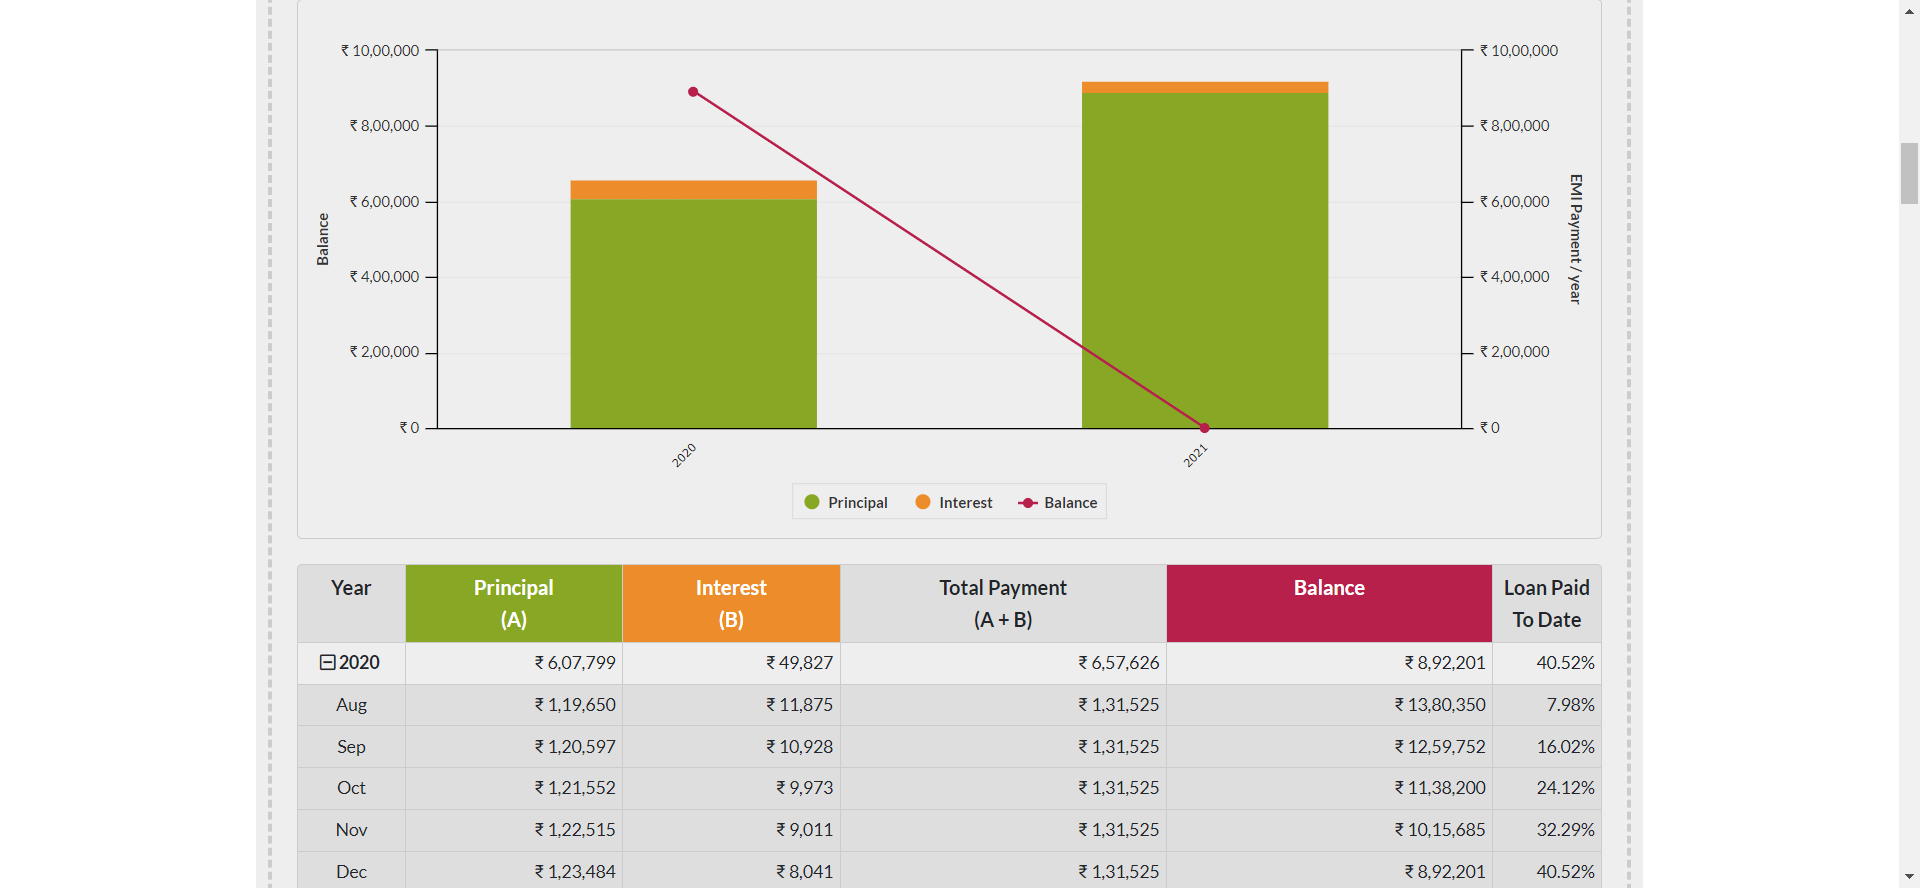 ₹ 10,00,000
₹ 8,00,000
₹ 6,00,000
₹ 4,00,000
₹ 2,00,000
₹ 0
Balance
₹ 10,00,000
₹ 8,00,000
₹ 6,00,000
₹ 4,00,000
₹ 2,00,000
₹ 0
EMI Payment / year
2020
2021
Principal Interest Balance
Year Principal Interest Total Payment Balance Loan Paid
(A) (B) (A + B) To Date
2020 ₹ 6,07,799 ₹ 49,827 ₹ 6,57,626 ₹ 8,92,201 40.52%
Aug ₹ 1,19,650 ₹ 11,875 ₹ 1,31,525 ₹ 13,80,350 7.98%
Sep ₹ 1,20,597 ₹ 10,928 ₹ 1,31,525 ₹ 12,59,752 16.02%
Oct ₹ 1,21,552 ₹ 9,973 ₹ 1,31,525 ₹ 11,38,200 24.12%
Nov ₹ 1,22,515 ₹ 9,011 ₹ 1,31,525 ₹ 10,15,685 32.29%
Dec ₹ 1,23,484 ₹ 8,041 ₹ 1,31,525 ₹ 8,92,201 40.52%